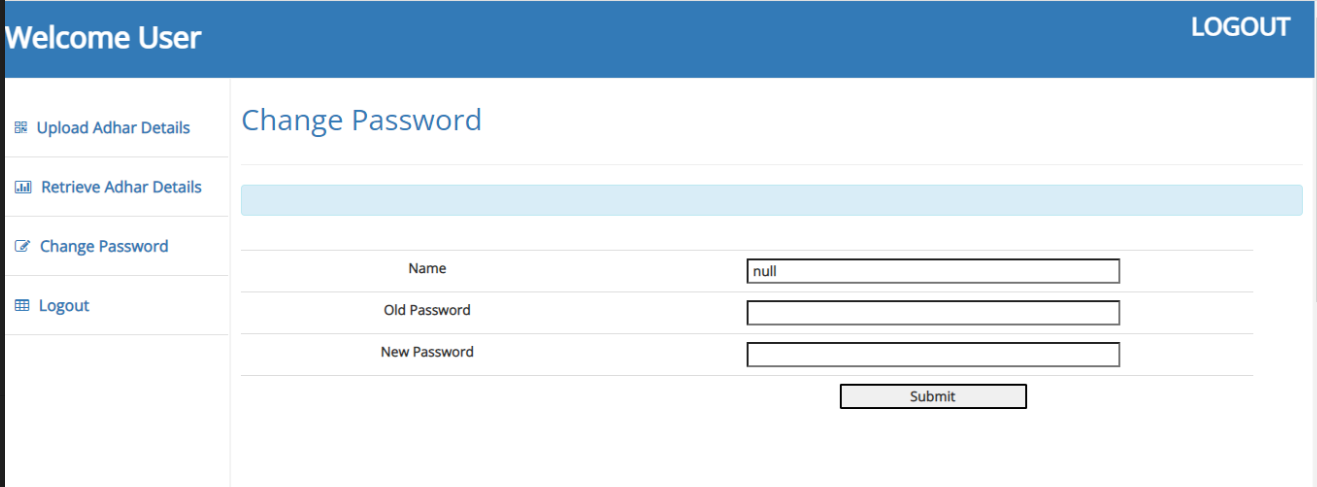 Welcome User
LOGOUT
Upload Adhar Details
Retrieve Adhar Details
Change Password
Logout
Change Password
Name
null
Old Password
New Password
Submit